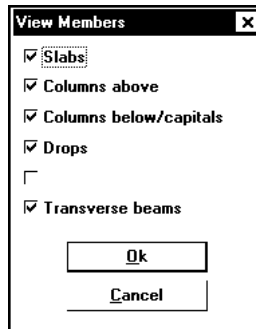 View Members
Slabs
Columns above
Columns below/capitals
Drops
Transverse beams
Ok
Cancel